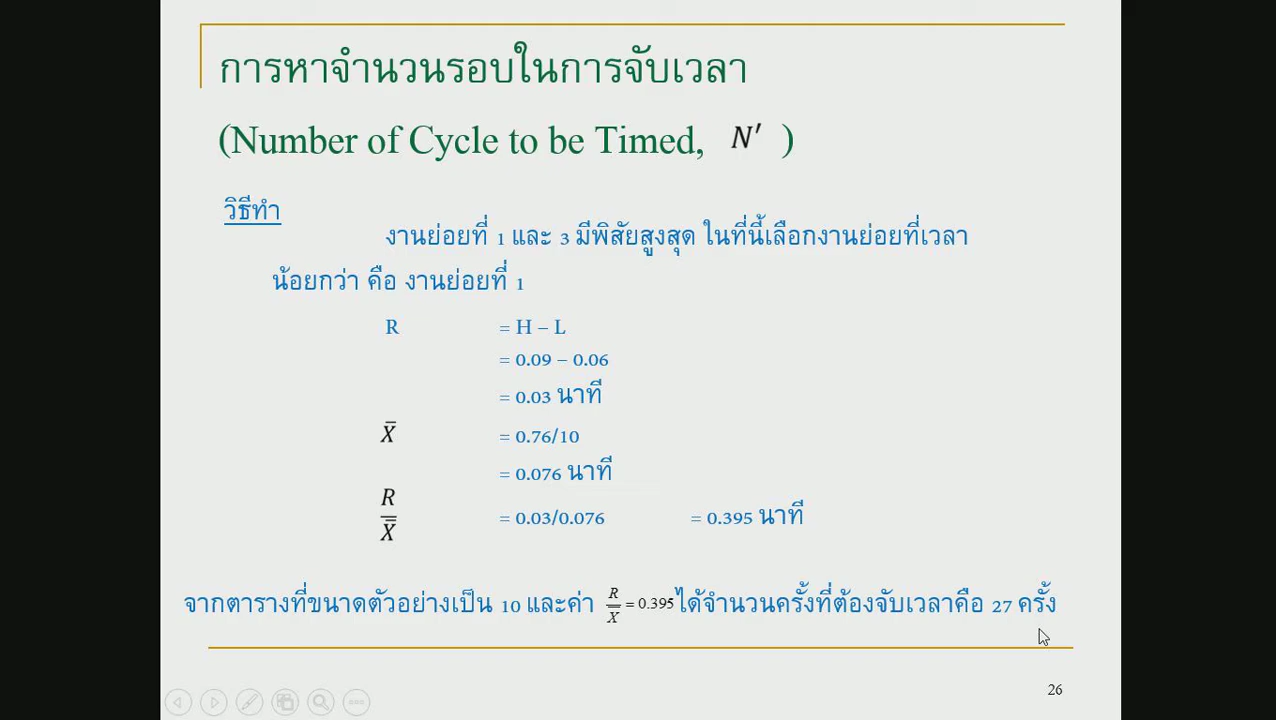 การหาจำนวนรอบในการจับเวลา
(Number of Cycle to be Timed, N′ )
วิธีทำ
งานย่อยที่ 1 และ 3 มีพิสัยสูงสุด ในที่นี้เลือกงานย่อยที่เวลา
น้อยกว่า คือ งานย่อยที่ 1
R = H – L
= 0.09 – 0.06
= 0.03 นาที
X̄ = 0.76/10
= 0.076 นาที
R/X̄ = 0.03/0.076 = 0.395 นาที
จากตารางที่ขนาดตัวอย่างเป็น 10 และค่า R/X̄ = 0.395 ได้จำนวนครั้งที่ต้องจับเวลาคือ 27 ครั้ง
26